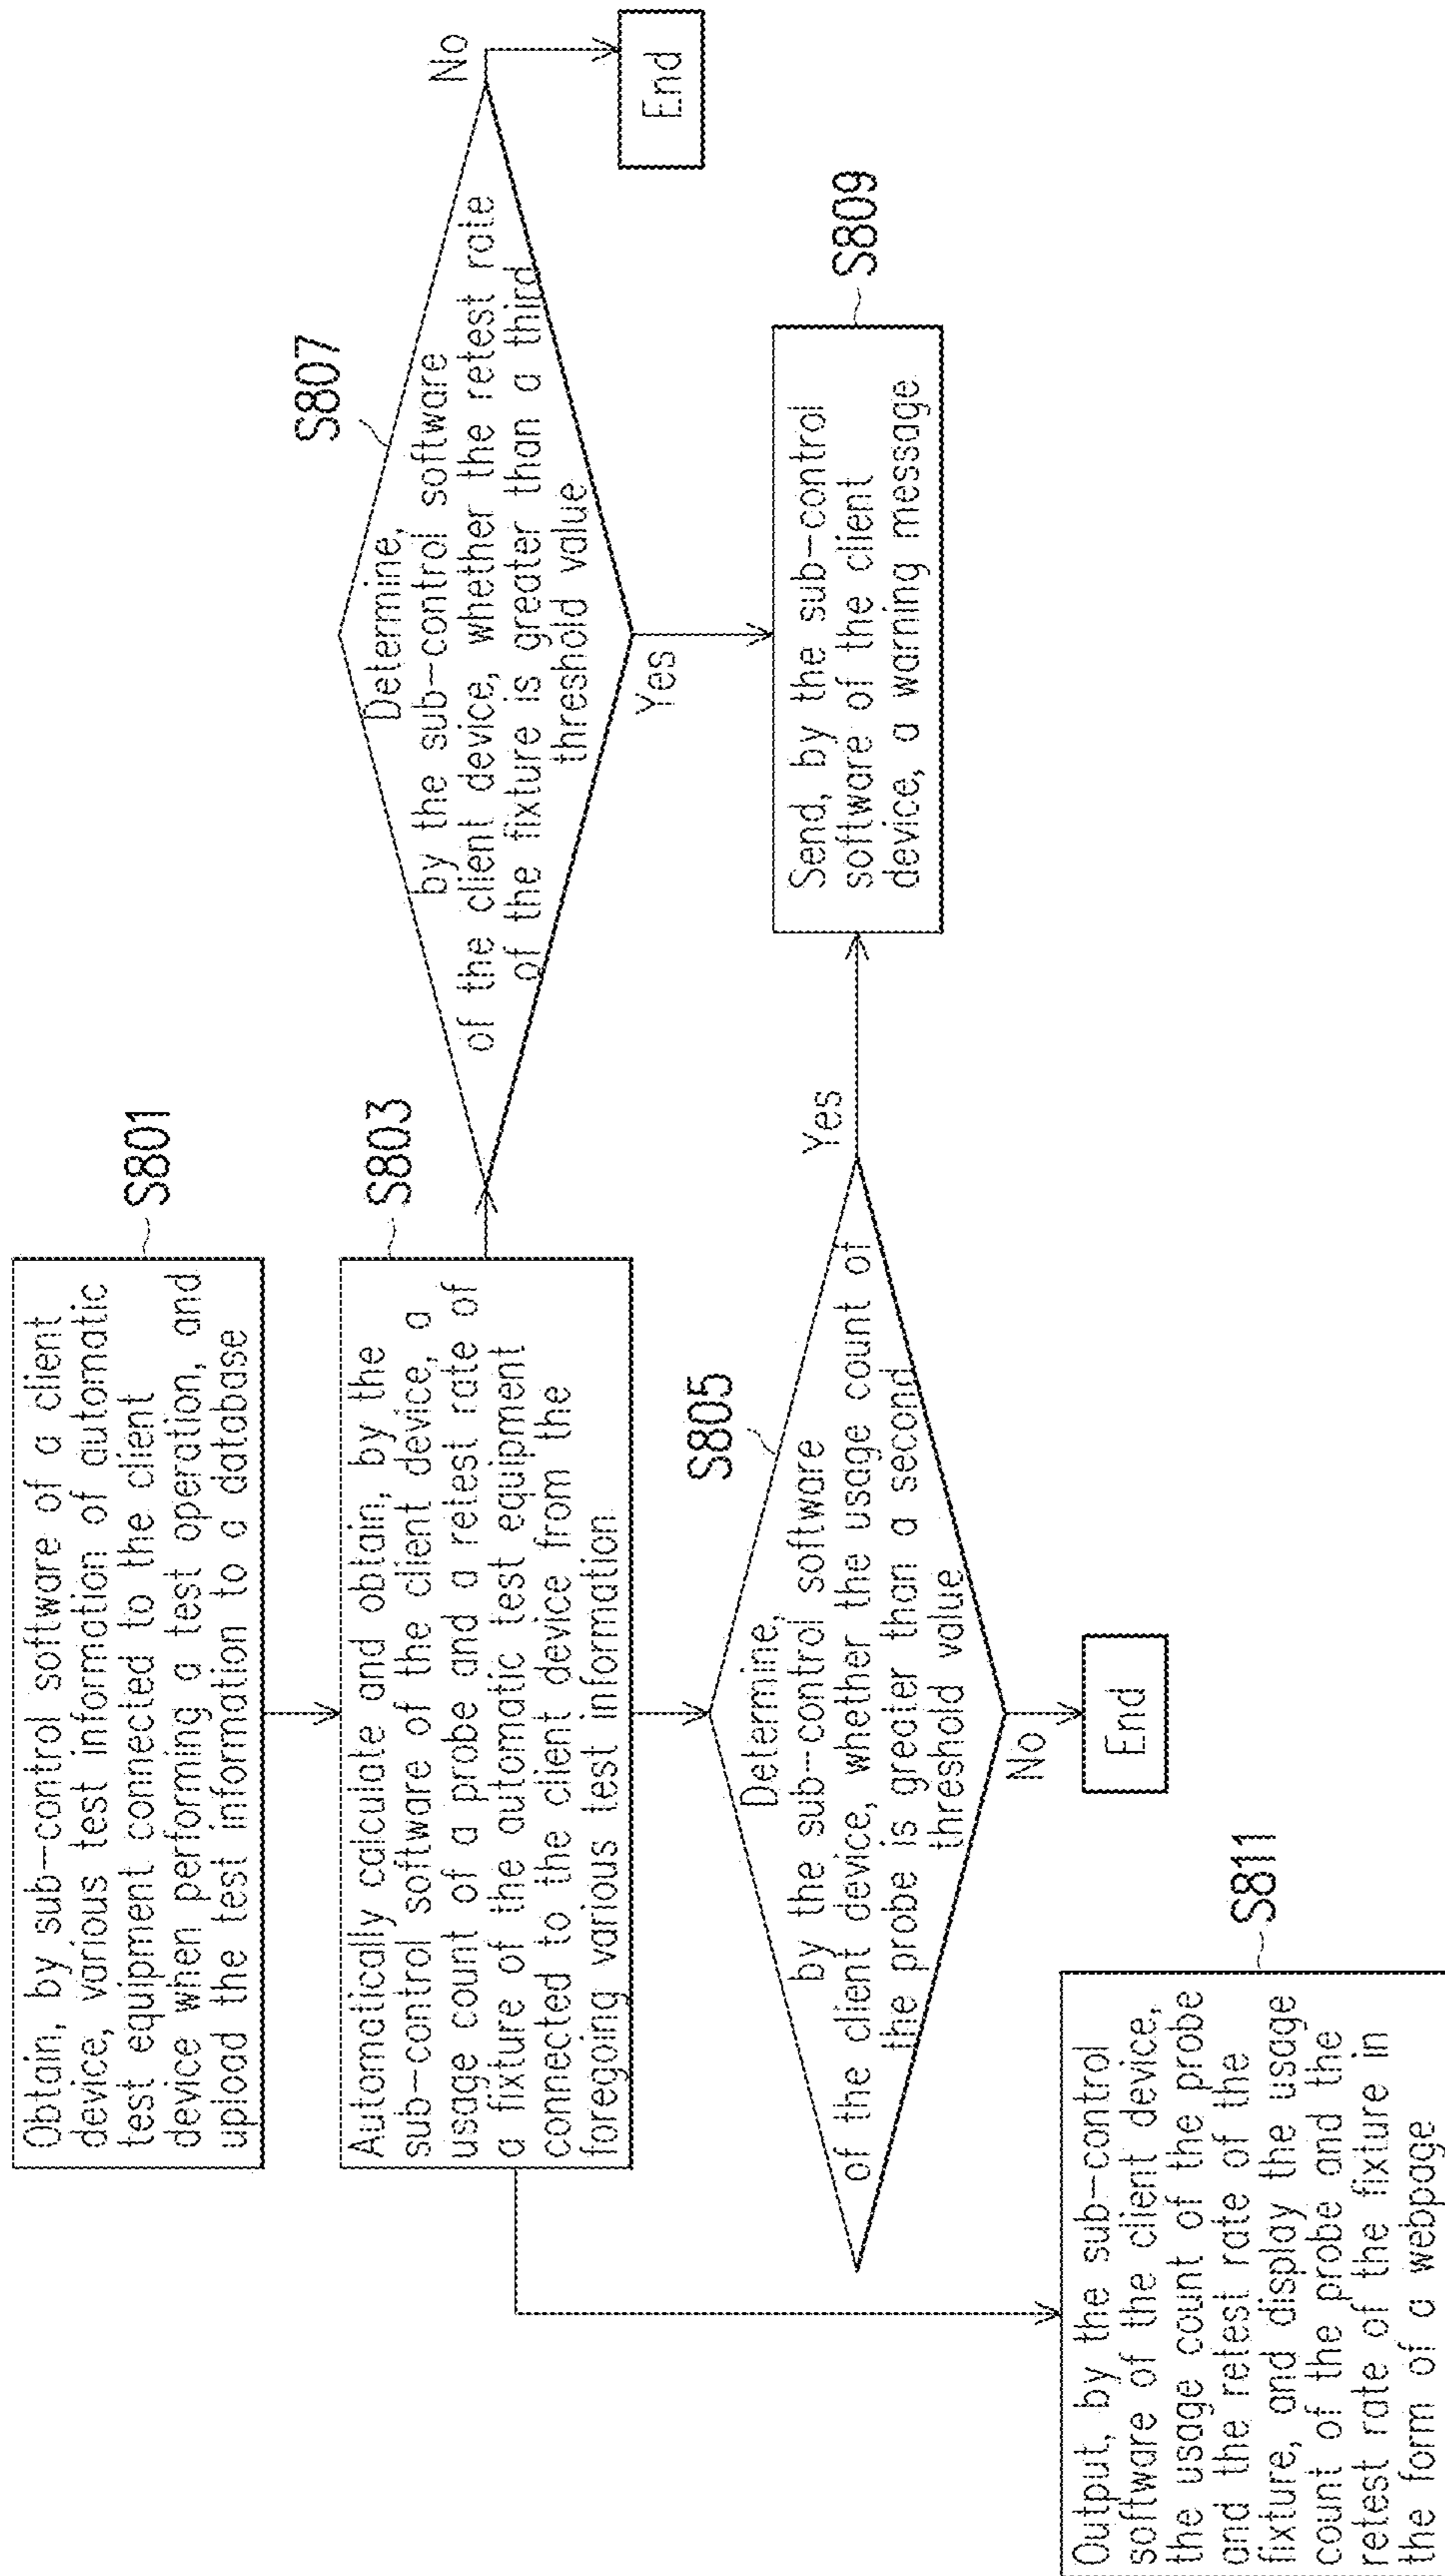 Obtain, by sub-control software of a client
device, various test information of automatic
test equipment connected to the client
device when performing a test operation, and
upload the test information to a database
S801
Automatically calculate and obtain, by the
sub-control software of the client device, a
usage count of a probe and a retest rate of
a fixture of the automatic test equipment
connected to the client device from the
foregoing various test information
S803
Determine,
by the sub-control software
of the client device, whether the retest rate
of the fixture is greater than a third
threshold value
S807
No
End
Yes
Determine,
by the sub-control software
of the client device, whether the usage count of
the probe is greater than a second
threshold value
S805
Yes
No
End
Send, by the sub-control
software of the client
device, a warning message
S809
Output, by the sub-control
software of the client device,
the usage count of the probe
and the retest rate of the
fixture, and display the usage
count of the probe and the
retest rate of the fixture in
the form of a webpage
S811